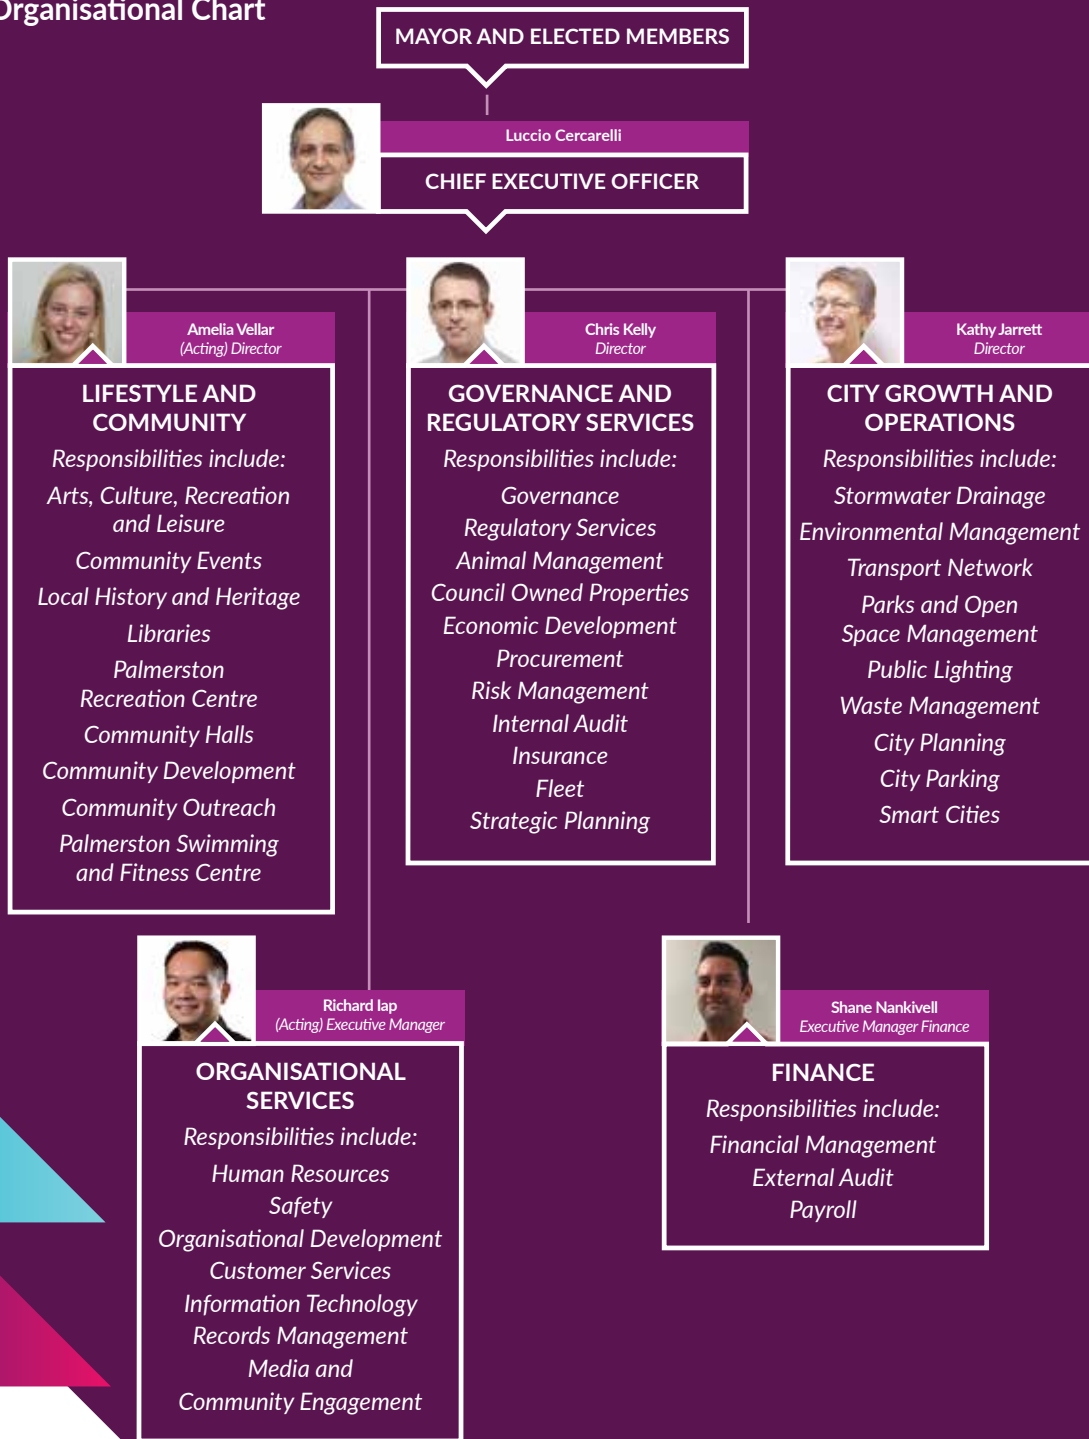 Organisational Chart
MAYOR AND ELECTED MEMBERS
Luccio Cercarelli
CHIEF EXECUTIVE OFFICER
Amelia Vellar
(Acting) Director
LIFESTYLE AND
COMMUNITY
Responsibilities include:
Arts, Culture, Recreation
and Leisure
Community Events
Local History and Heritage
Libraries
Palmerston
Recreation Centre
Community Halls
Community Development
Community Outreach
Palmerston Swimming
and Fitness Centre
Chris Kelly
Director
GOVERNANCE AND
REGULATORY SERVICES
Responsibilities include:
Governance
Regulatory Services
Animal Management
Council Owned Properties
Economic Development
Procurement
Risk Management
Internal Audit
Insurance
Fleet
Strategic Planning
Kathy Jarrett
Director
CITY GROWTH AND
OPERATIONS
Responsibilities include:
Stormwater Drainage
Environmental Management
Transport Network
Parks and Open
Space Management
Public Lighting
Waste Management
City Planning
City Parking
Smart Cities
Richard Iap
(Acting) Executive Manager
ORGANISATIONAL
SERVICES
Responsibilities include:
Human Resources
Safety
Organisational Development
Customer Services
Information Technology
Records Management
Media and
Community Engagement
Shane Nankivell
Executive Manager Finance
FINANCE
Responsibilities include:
Financial Management
External Audit
Payroll